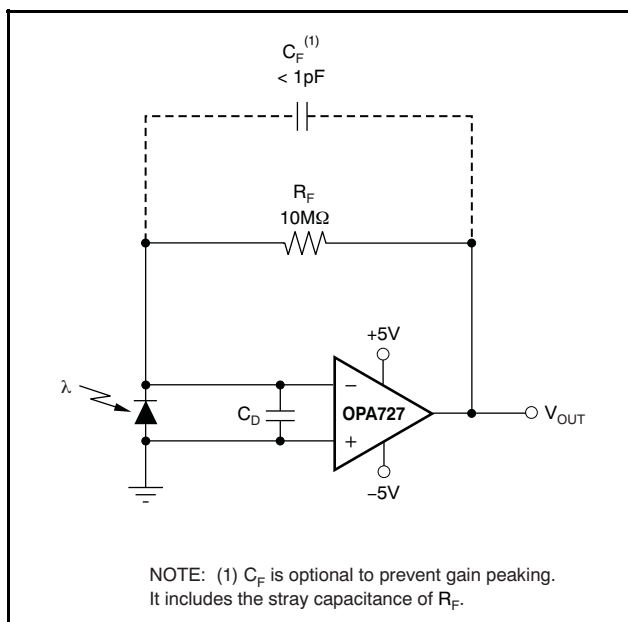 C_F^(1)
< 1pF
R_F
10MΩ
+5V
λ
C_D
−
OPA727
+
V_OUT
−5V
NOTE: (1) C_F is optional to prevent gain peaking.
It includes the stray capacitance of R_F.